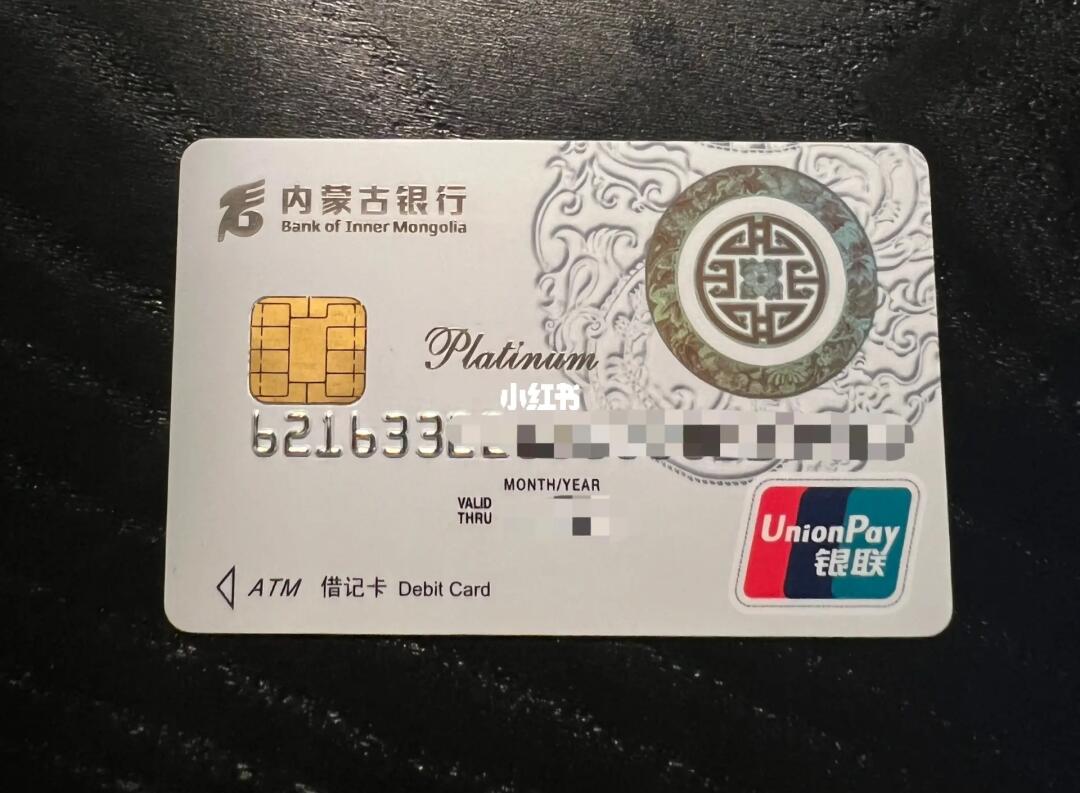 内蒙古银行
Bank of Inner Mongolia
Platinum
小红书
621633
MONTH/YEAR
VALID
THRU
UnionPay
银联
ATM 借记卡 Debit Card